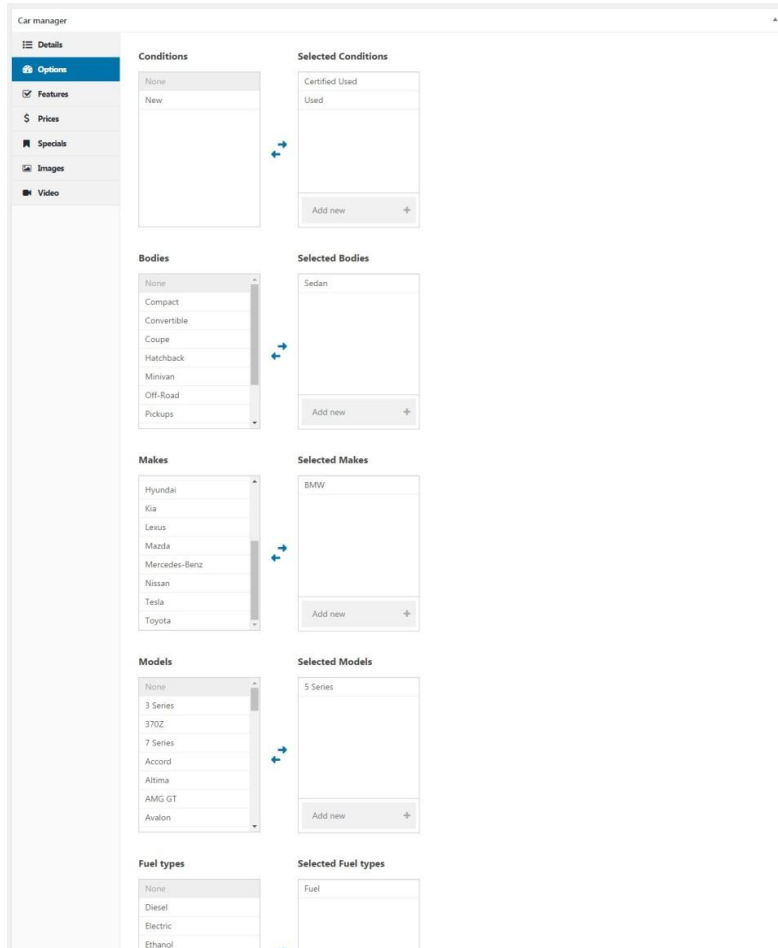 Car manager
Details
Options
Features
$ Prices
Specials
Images
Video
Conditions
None
New
Selected Conditions
Certified Used
Used
Add new +
Bodies
None
Compact
Convertible
Coupe
Hatchback
Minivan
Off-Road
Pickups
Selected Bodies
Sedan
Add new +
Makes
Hyundai
Kia
Lexus
Mazda
Mercedes-Benz
Nissan
Tesla
Toyota
Selected Makes
BMW
Add new +
Models
None
3 Series
370Z
7 Series
Accord
Altima
AMG GT
Avalon
Selected Models
5 Series
Add new +
Fuel types
None
Diesel
Electric
Ethanol
Selected Fuel types
Fuel